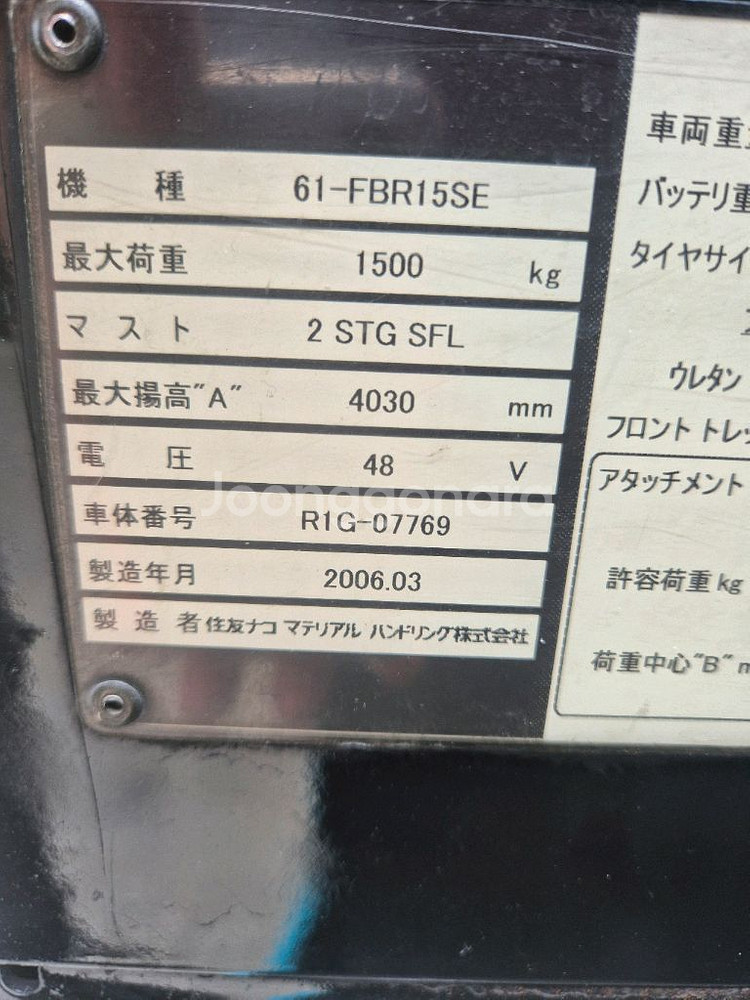 機 種 61-FBR15SE
最大荷重 1500 kg
マ ス ト 2 STG SFL
最大揚高"A" 4030 mm
電 圧 48 V
車体番号 R1G-07769
製造年月 2006.03
製 造 者 住友ナコ マテリアル ハンドリング株式会社
車両重
バッテリ重
タイヤサイ
ウレタン
フロント トレッ
アタッチメント
許容荷重 kg
荷重中心"B" m
Joonggonara